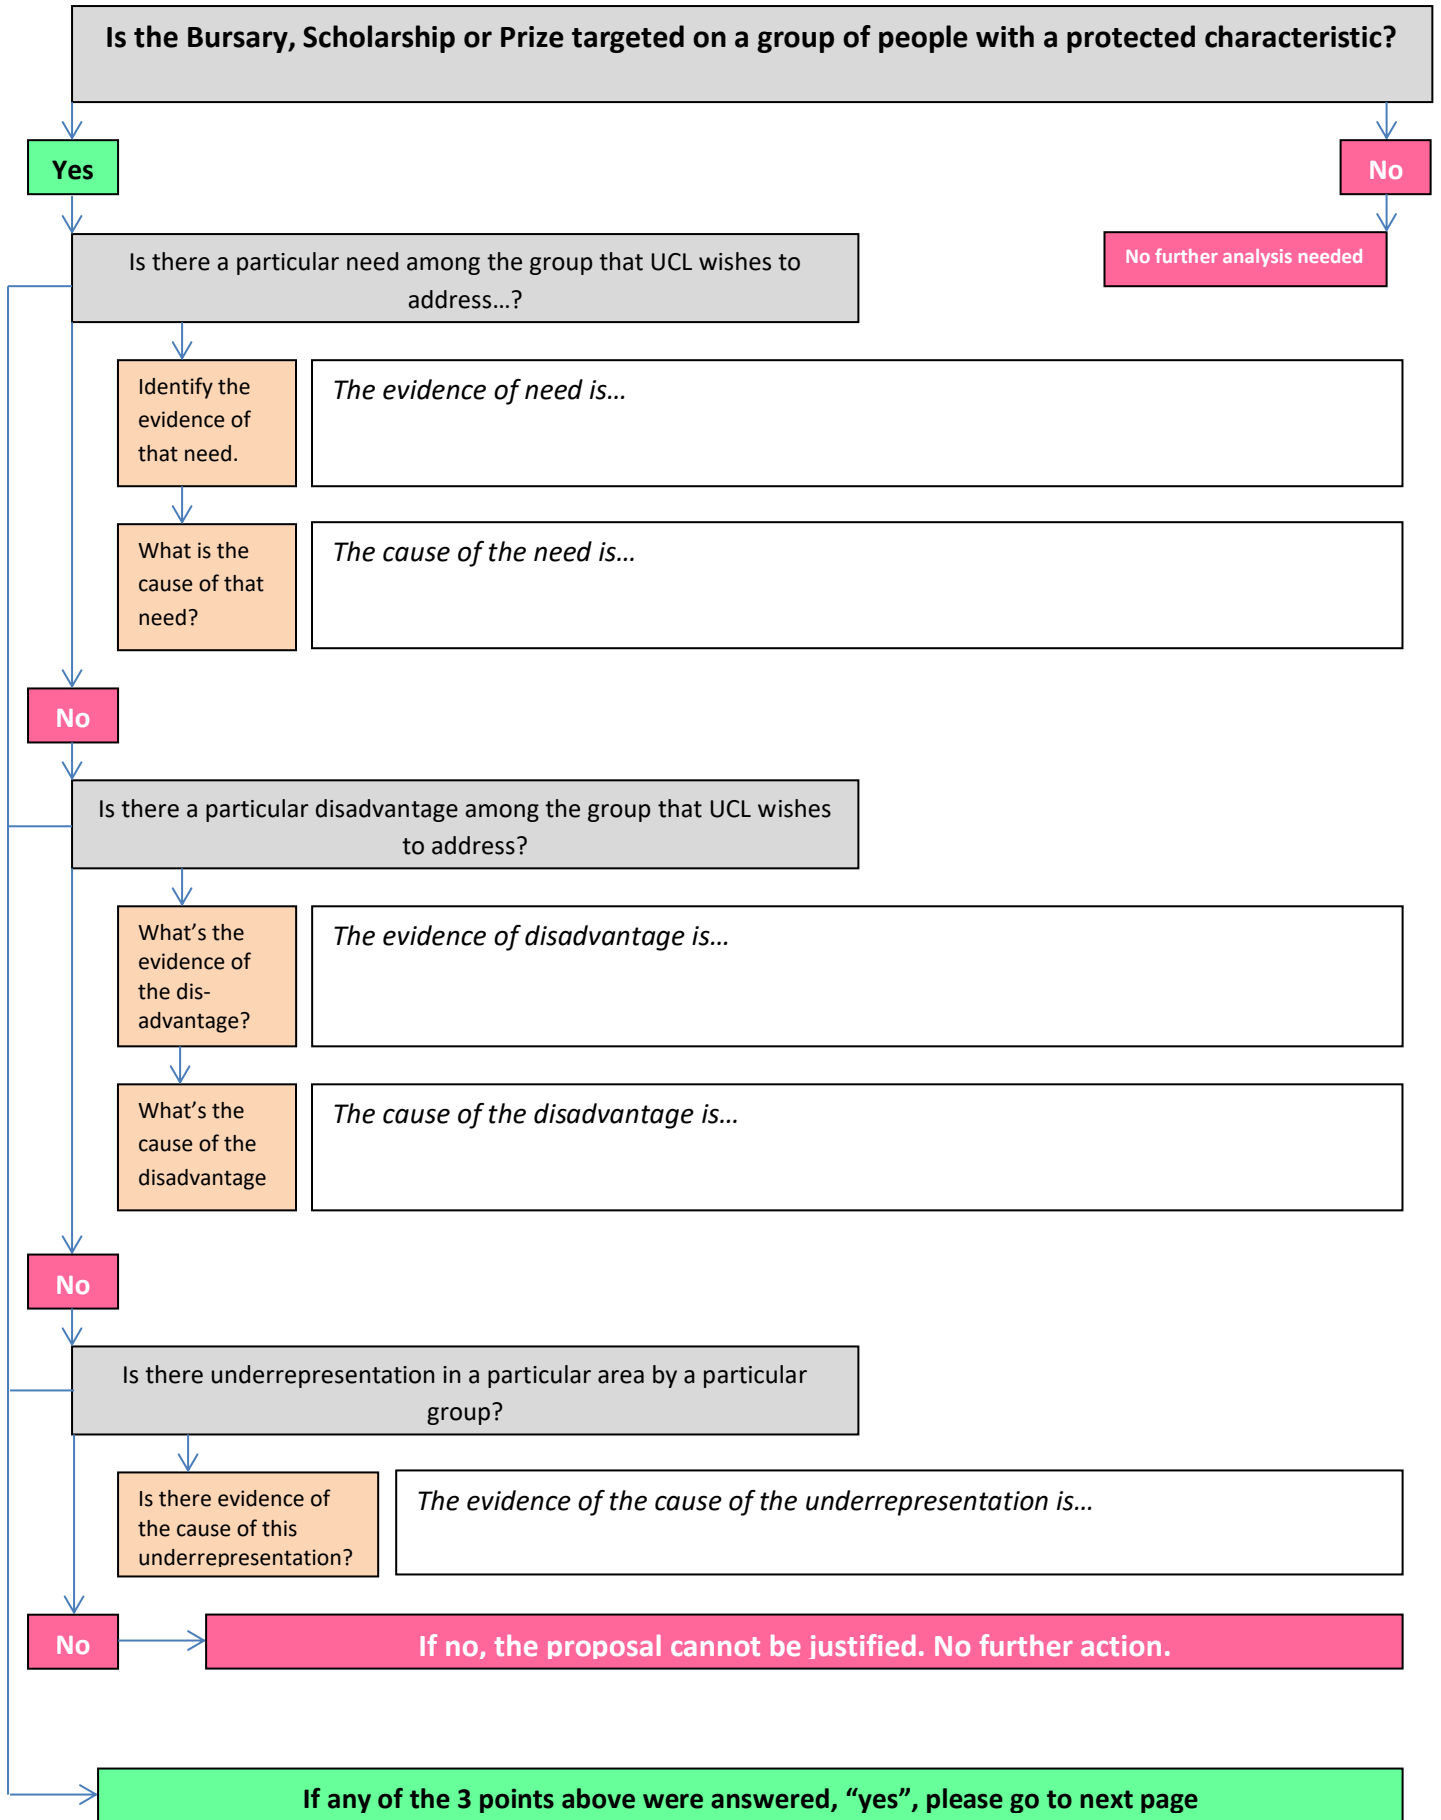 Is the Bursary, Scholarship or Prize targeted on a group of people with a protected characteristic?
Yes
No
Is there a particular need among the group that UCL wishes to
address…?
No further analysis needed
Identify the
evidence of
that need.
The evidence of need is…
What is the
cause of that
need?
The cause of the need is…
No
Is there a particular disadvantage among the group that UCL wishes
to address?
What’s the
evidence of
the dis-
advantage?
The evidence of disadvantage is…
What’s the
cause of the
disadvantage
The cause of the disadvantage is…
No
Is there underrepresentation in a particular area by a particular
group?
Is there evidence of
the cause of this
underrepresentation?
The evidence of the cause of the underrepresentation is…
No
If no, the proposal cannot be justified. No further action.
If any of the 3 points above were answered, “yes”, please go to next page